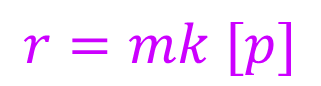 r = mk [p]